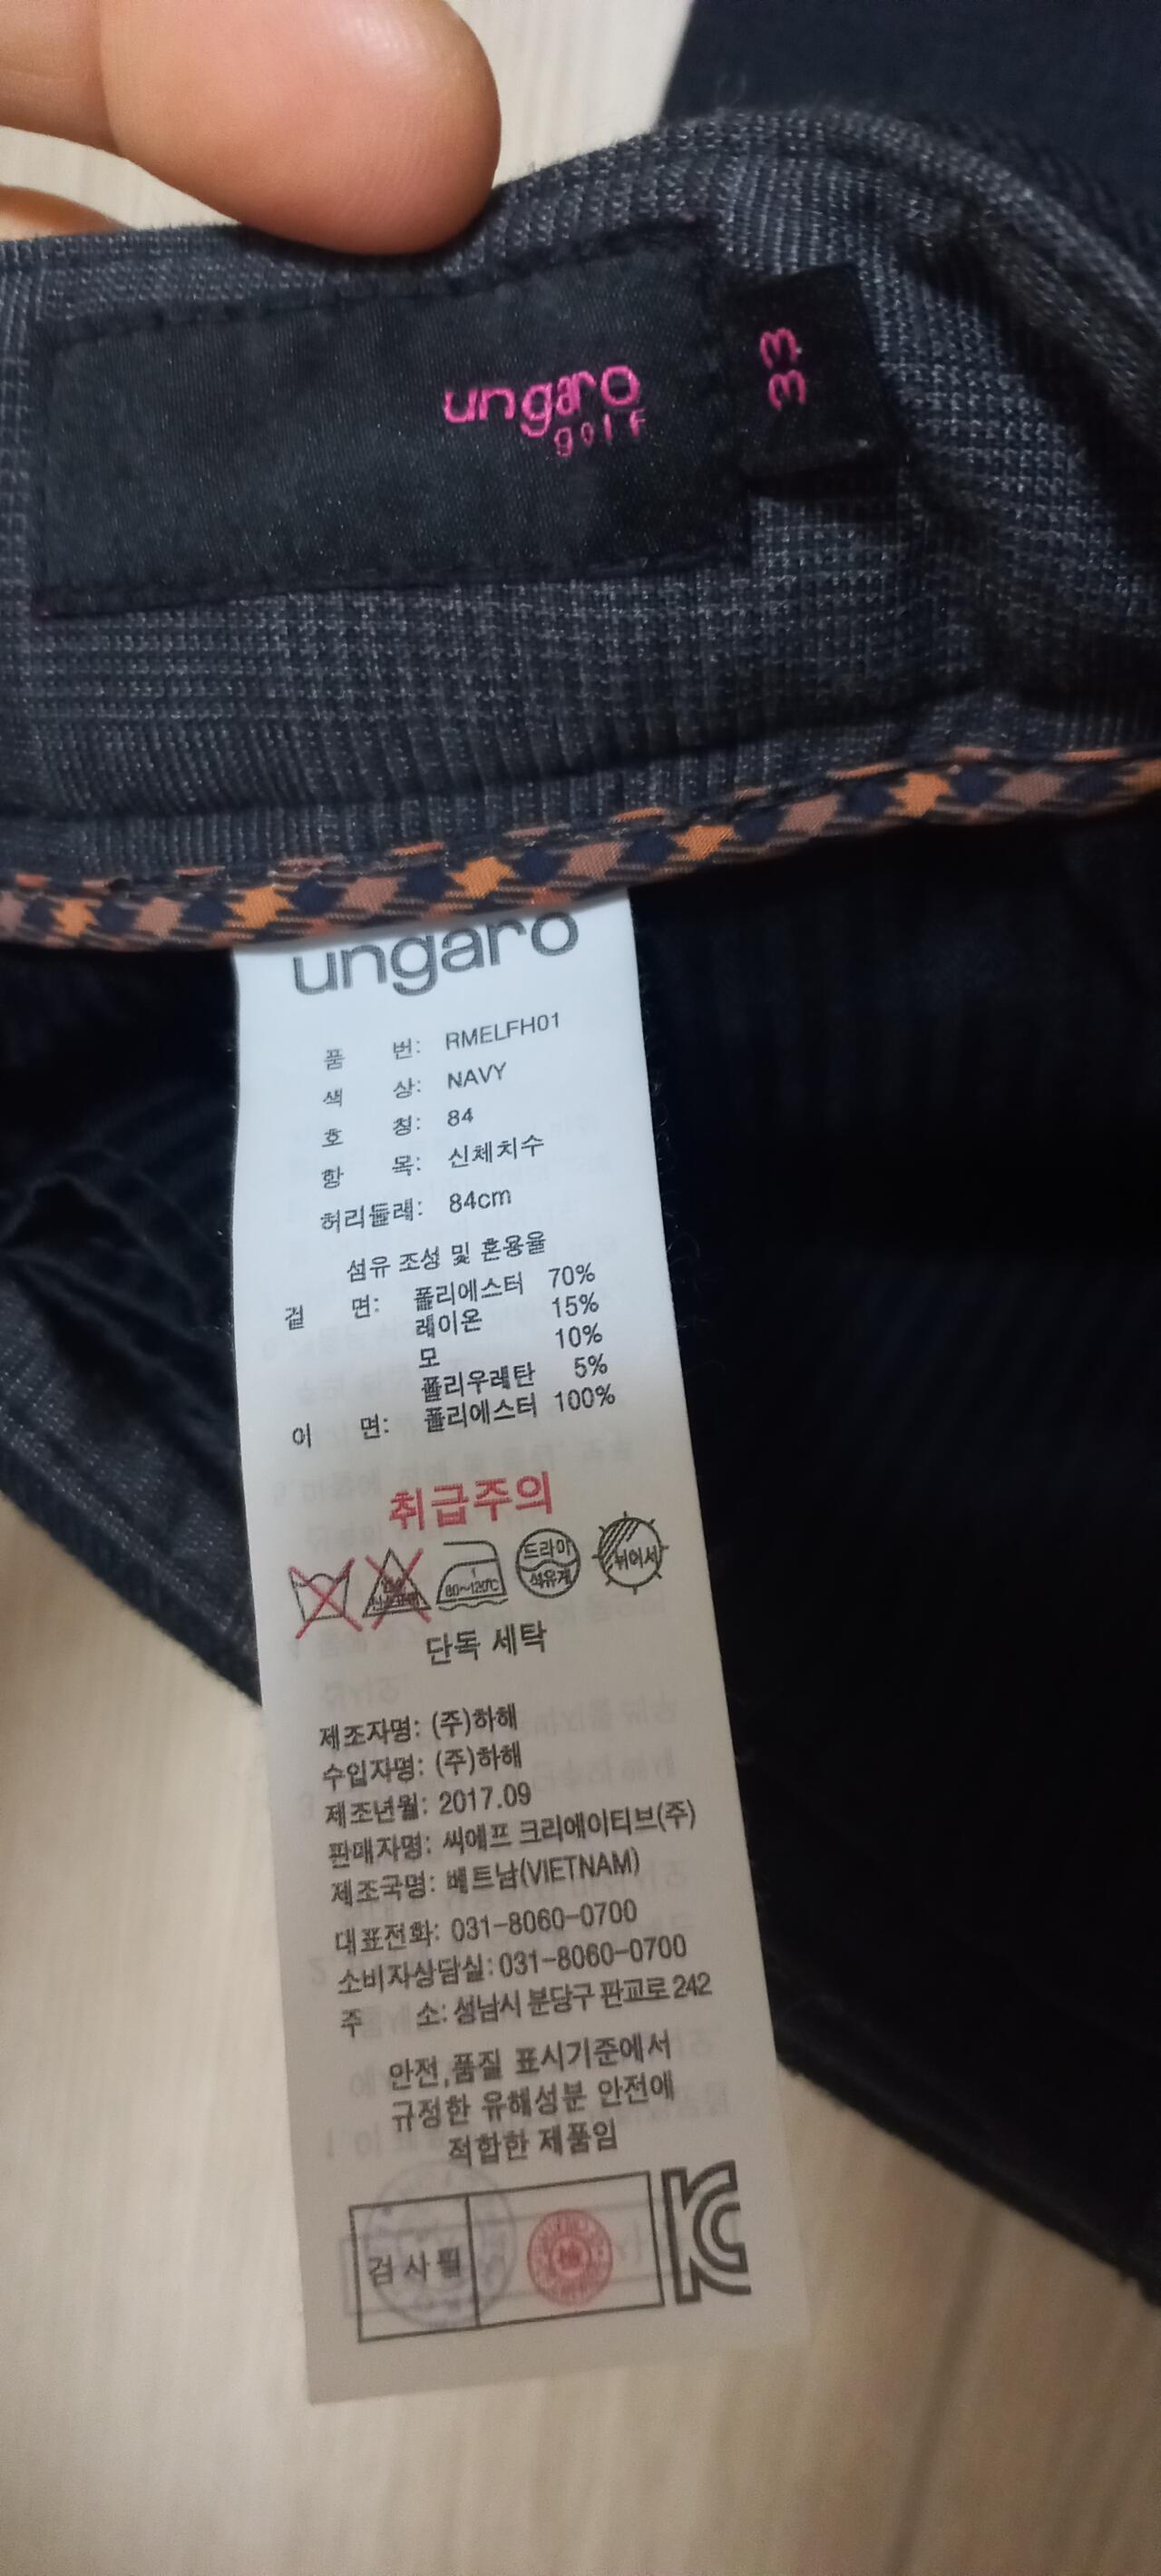 ungaro
golf
33
ungaro
품 번: RMELFH01
색 상: NAVY
호 칭: 84
항 목: 신체치수
허리둘레: 84cm
섬유 조성 및 혼용율
겉 면: 폴리에스터 70%
레이온 15%
모 10%
폴리우레탄 5%
이 면: 폴리에스터 100%
취급주의
80~120℃
드라이
석유계
뉘어서
단독 세탁
제조자명: (주)하해
수입자명: (주)하해
제조년월: 2017.09
판매자명: 씨에프 크리에이티브(주)
제조국명: 베트남(VIETNAM)
대표전화: 031-8060-0700
소비자상담실: 031-8060-0700
주 소: 성남시 분당구 판교로 242
안전,품질 표시기준에서
규정한 유해성분 안전에
적합한 제품임
검사필
KC